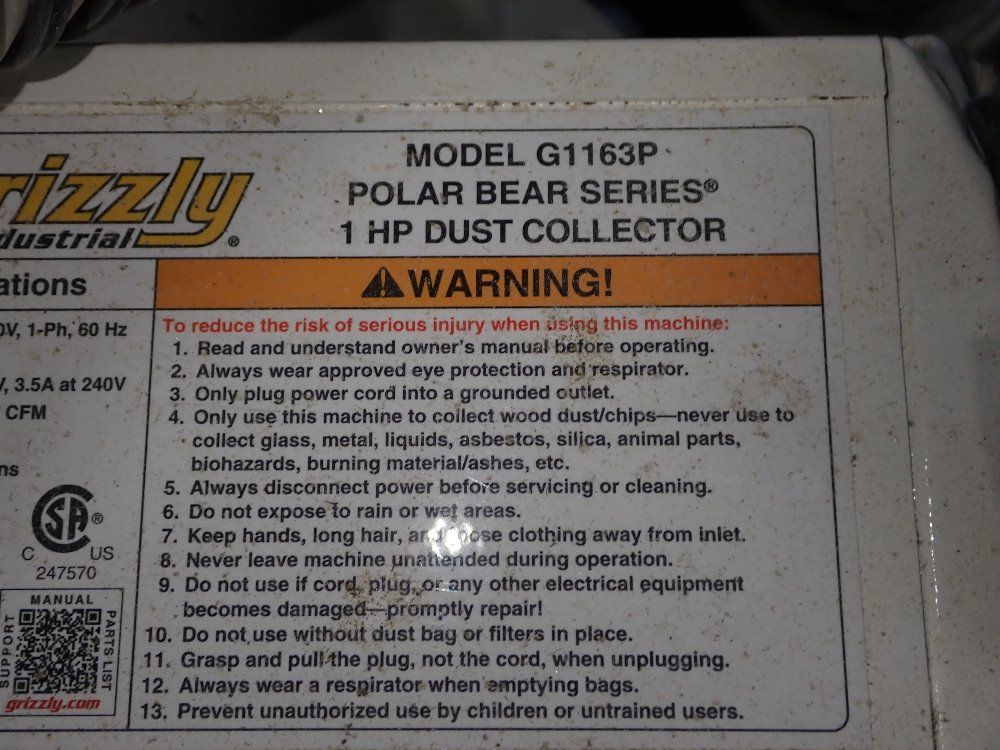 rizzly
dustrial ®
MODEL G1163P
POLAR BEAR SERIES®
1 HP DUST COLLECTOR
ations
0V, 1-Ph, 60 Hz
V, 3.5A at 240V
CFM
ns
SA ®
C US
247570
MANUAL
SUPPORT
PARTS LIST
grizzly.com
WARNING!
To reduce the risk of serious injury when using this machine:
1. Read and understand owner's manual before operating.
2. Always wear approved eye protection and respirator.
3. Only plug power cord into a grounded outlet.
4. Only use this machine to collect wood dust/chips—never use to
collect glass, metal, liquids, asbestos, silica, animal parts,
biohazards, burning material/ashes, etc.
5. Always disconnect power before servicing or cleaning.
6. Do not expose to rain or wet areas.
7. Keep hands, long hair, and loose clothing away from inlet.
8. Never leave machine unattended during operation.
9. Do not use if cord, plug, or any other electrical equipment
becomes damaged—promptly repair!
10. Do not use without dust bag or filters in place.
11. Grasp and pull the plug, not the cord, when unplugging.
12. Always wear a respirator when emptying bags.
13. Prevent unauthorized use by children or untrained users.